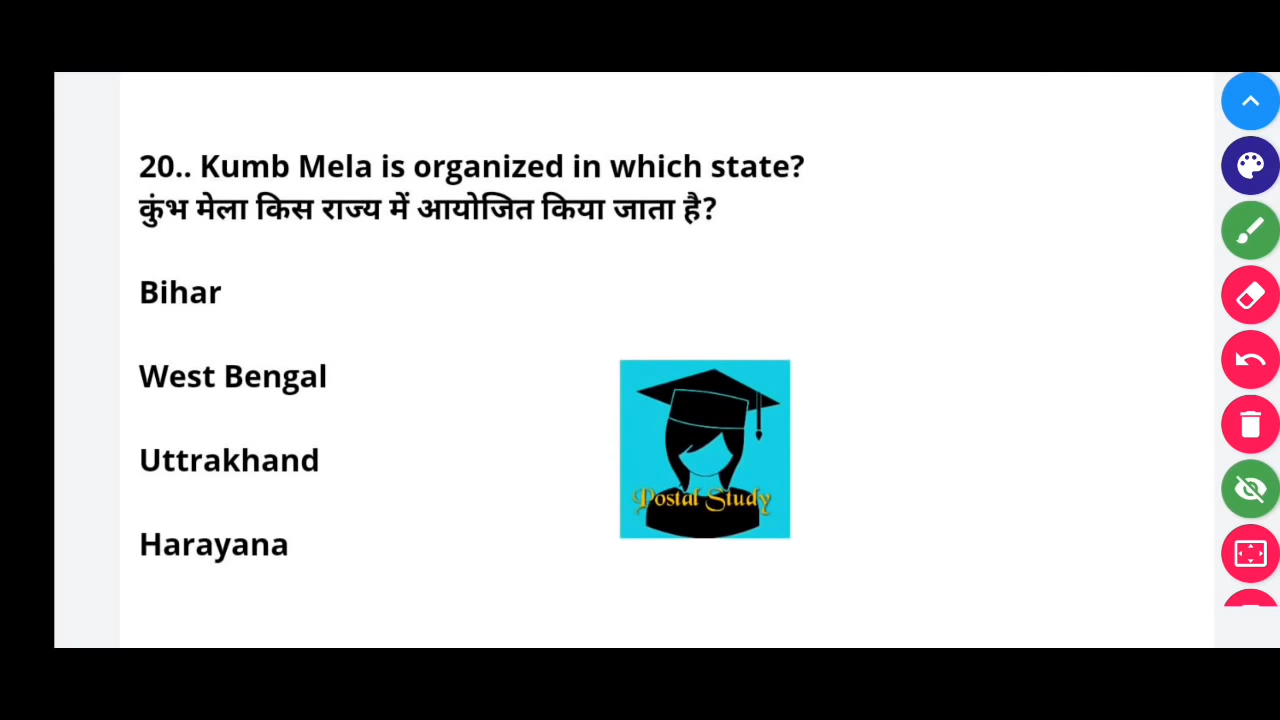 20.. Kumb Mela is organized in which state?
कुंभ मेला किस राज्य में आयोजित किया जाता है?
Bihar
West Bengal
Uttrakhand
Harayana
Postal Study